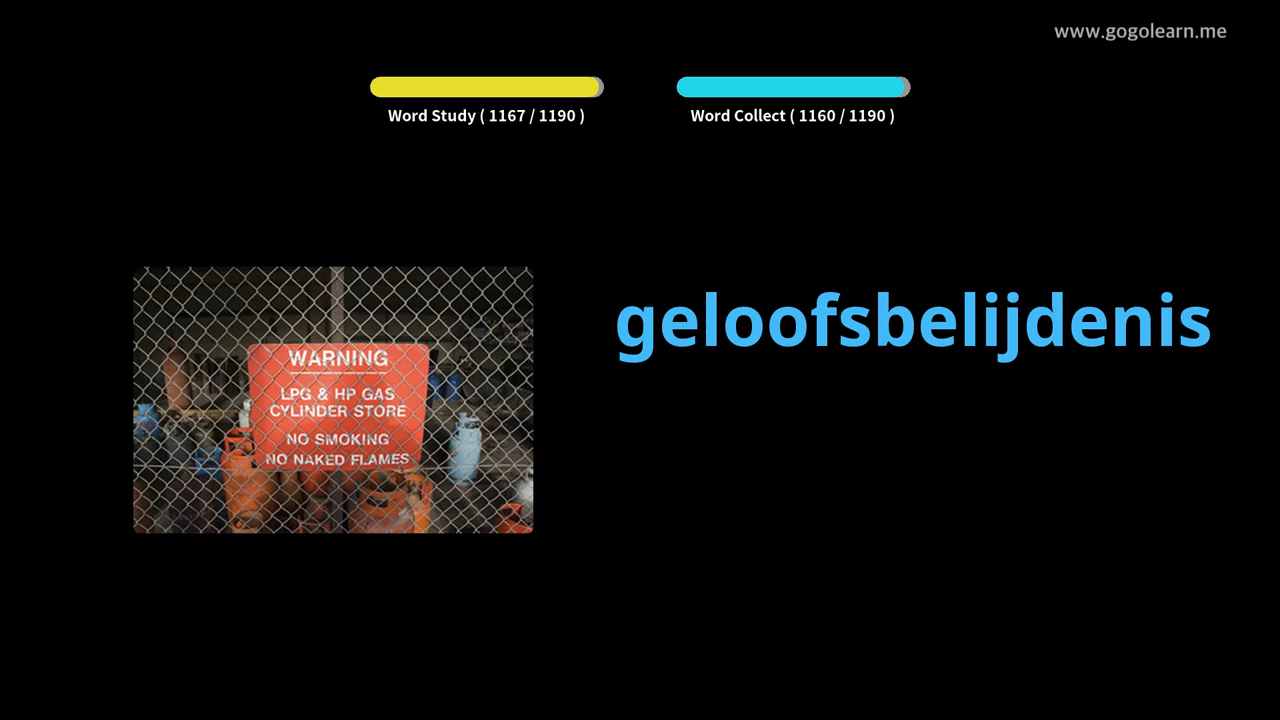 www.gogolearn.me
Word Study ( 1167 / 1190 )
Word Collect ( 1160 / 1190 )
geloofsbelijdenis
WARNING
LPG & HP GAS
CYLINDER STORE
NO SMOKING
NO NAKED FLAMES